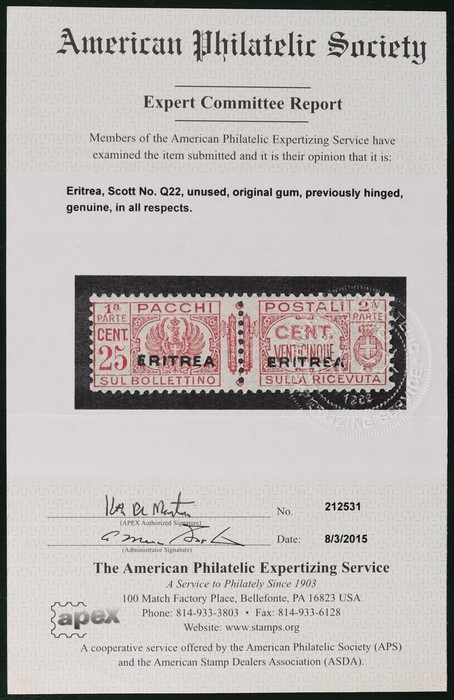 American Philatelic Society
Expert Committee Report
Members of the American Philatelic Expertizing Service have
examined the item submitted and it is their opinion that it is:
Eritrea, Scott No. Q22, unused, original gum, previously hinged,
genuine, in all respects.
1a PARTE PACCHI POSTALI 2a PARTE
CENT. 25 CENT. VENTICINQUE
ERITREA ERITREA
SUL BOLLETTINO SULLA RICEVUTA
No. 212531
(APEX Authorized Signature)
Date: 8/3/2015
(Administrator Signature)
The American Philatelic Expertizing Service
A Service to Philately Since 1903
100 Match Factory Place, Bellefonte, PA 16823 USA
Phone: 814-933-3803 • Fax: 814-933-6128
Website: www.stamps.org
apex
A cooperative service offered by the American Philatelic Society (APS)
and the American Stamp Dealers Association (ASDA).